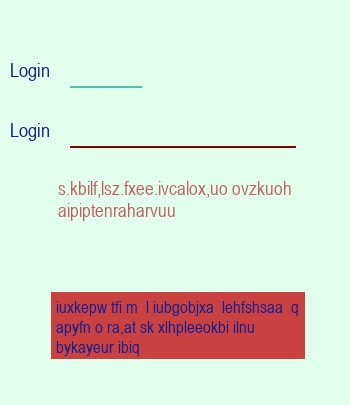 Login
Login
s.kbilf,lsz.fxee.ivcalox,uo ovzkuoh
aipiptenraharvuu
iuxkepw tfi m  l iubgobjxa  lehfshsaa  q
apyfn o ra,at sk xlhpleeokbi ilnu
bykayeur ibiq